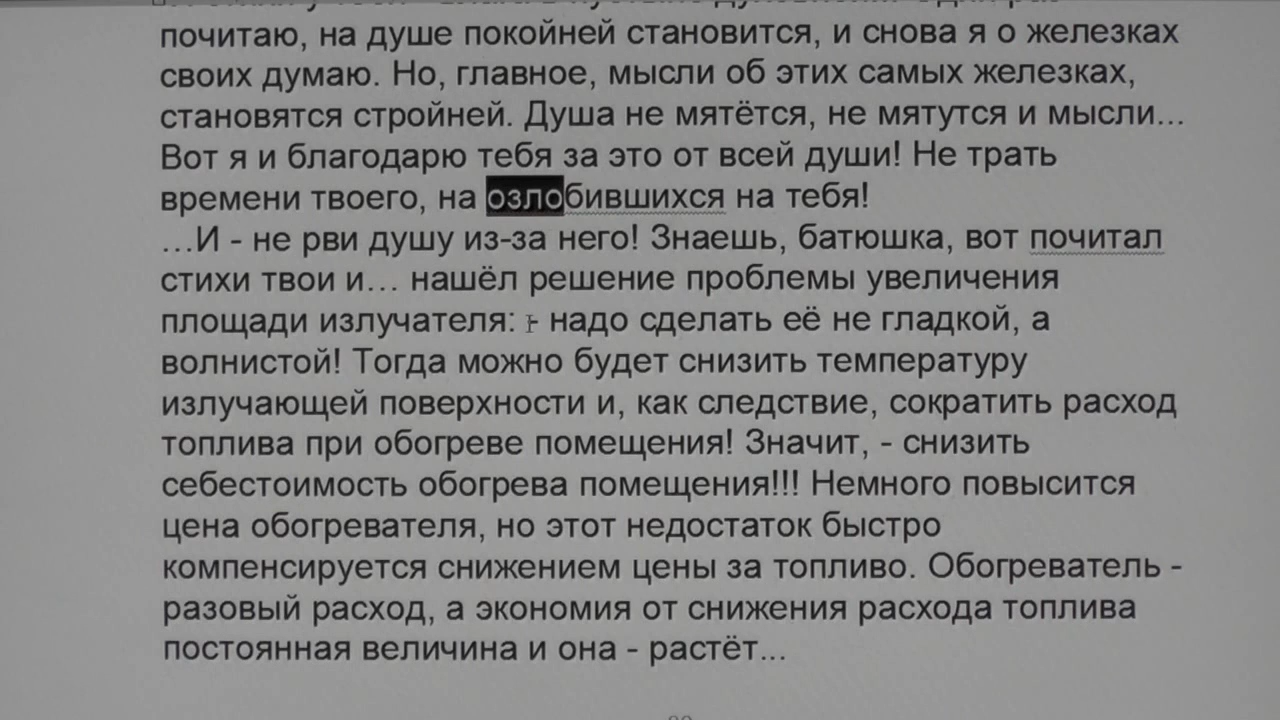 почитаю, на душе покойней становится, и снова я о железках
своих думаю. Но, главное, мысли об этих самых железках,
становятся стройней. Душа не мятётся, не мятутся и мысли...
Вот я и благодарю тебя за это от всей души! Не трать
времени твоего, на озлобившихся на тебя!
...И - не рви душу из-за него! Знаешь, батюшка, вот почитал
стихи твои и... нашёл решение проблемы увеличения
площади излучателя: - надо сделать её не гладкой, а
волнистой! Тогда можно будет снизить температуру
излучающей поверхности и, как следствие, сократить расход
топлива при обогреве помещения! Значит, - снизить
себестоимость обогрева помещения!!! Немного повысится
цена обогревателя, но этот недостаток быстро
компенсируется снижением цены за топливо. Обогреватель -
разовый расход, а экономия от снижения расхода топлива
постоянная величина и она - растёт...